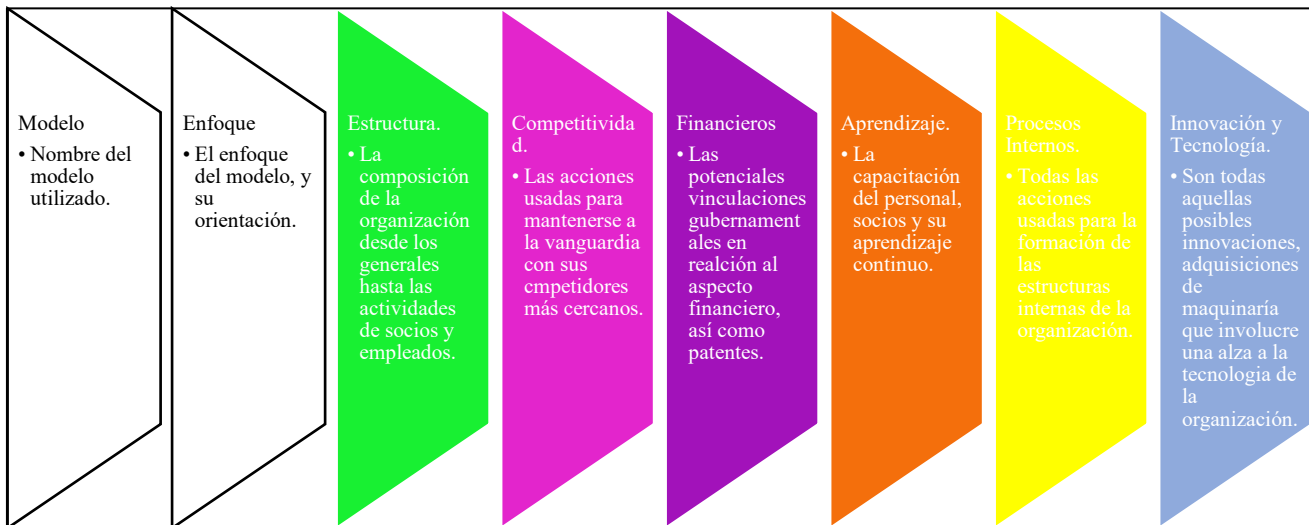 Modelo
• Nombre del
modelo
utilizado.
Enfoque
• El enfoque
del modelo, y
su
orientación.
Estructura.
• La
composición
de la
organización
desde los
generales
hasta las
actividades
de socios y
empleados.
Competitivida
d.
• Las acciones
usadas para
mantenerse a
la vanguardia
con sus
cmpetidores
más cercanos.
Financieros
• Las
potenciales
vinculaciones
gubernament
ales en
realción al
aspecto
financiero,
así como
patentes.
Aprendizaje.
• La
capacitación
del personal,
socios y su
aprendizaje
continuo.
Procesos
Internos.
• Todas las
acciones
usadas para la
formación de
las
estructuras
internas de la
organización.
Innovación y
Tecnología.
• Son todas
aquellas
posibles
innovaciones,
adquisiciones
de
maquinaría
que involucre
una alza a la
tecnologia de
la
organización.